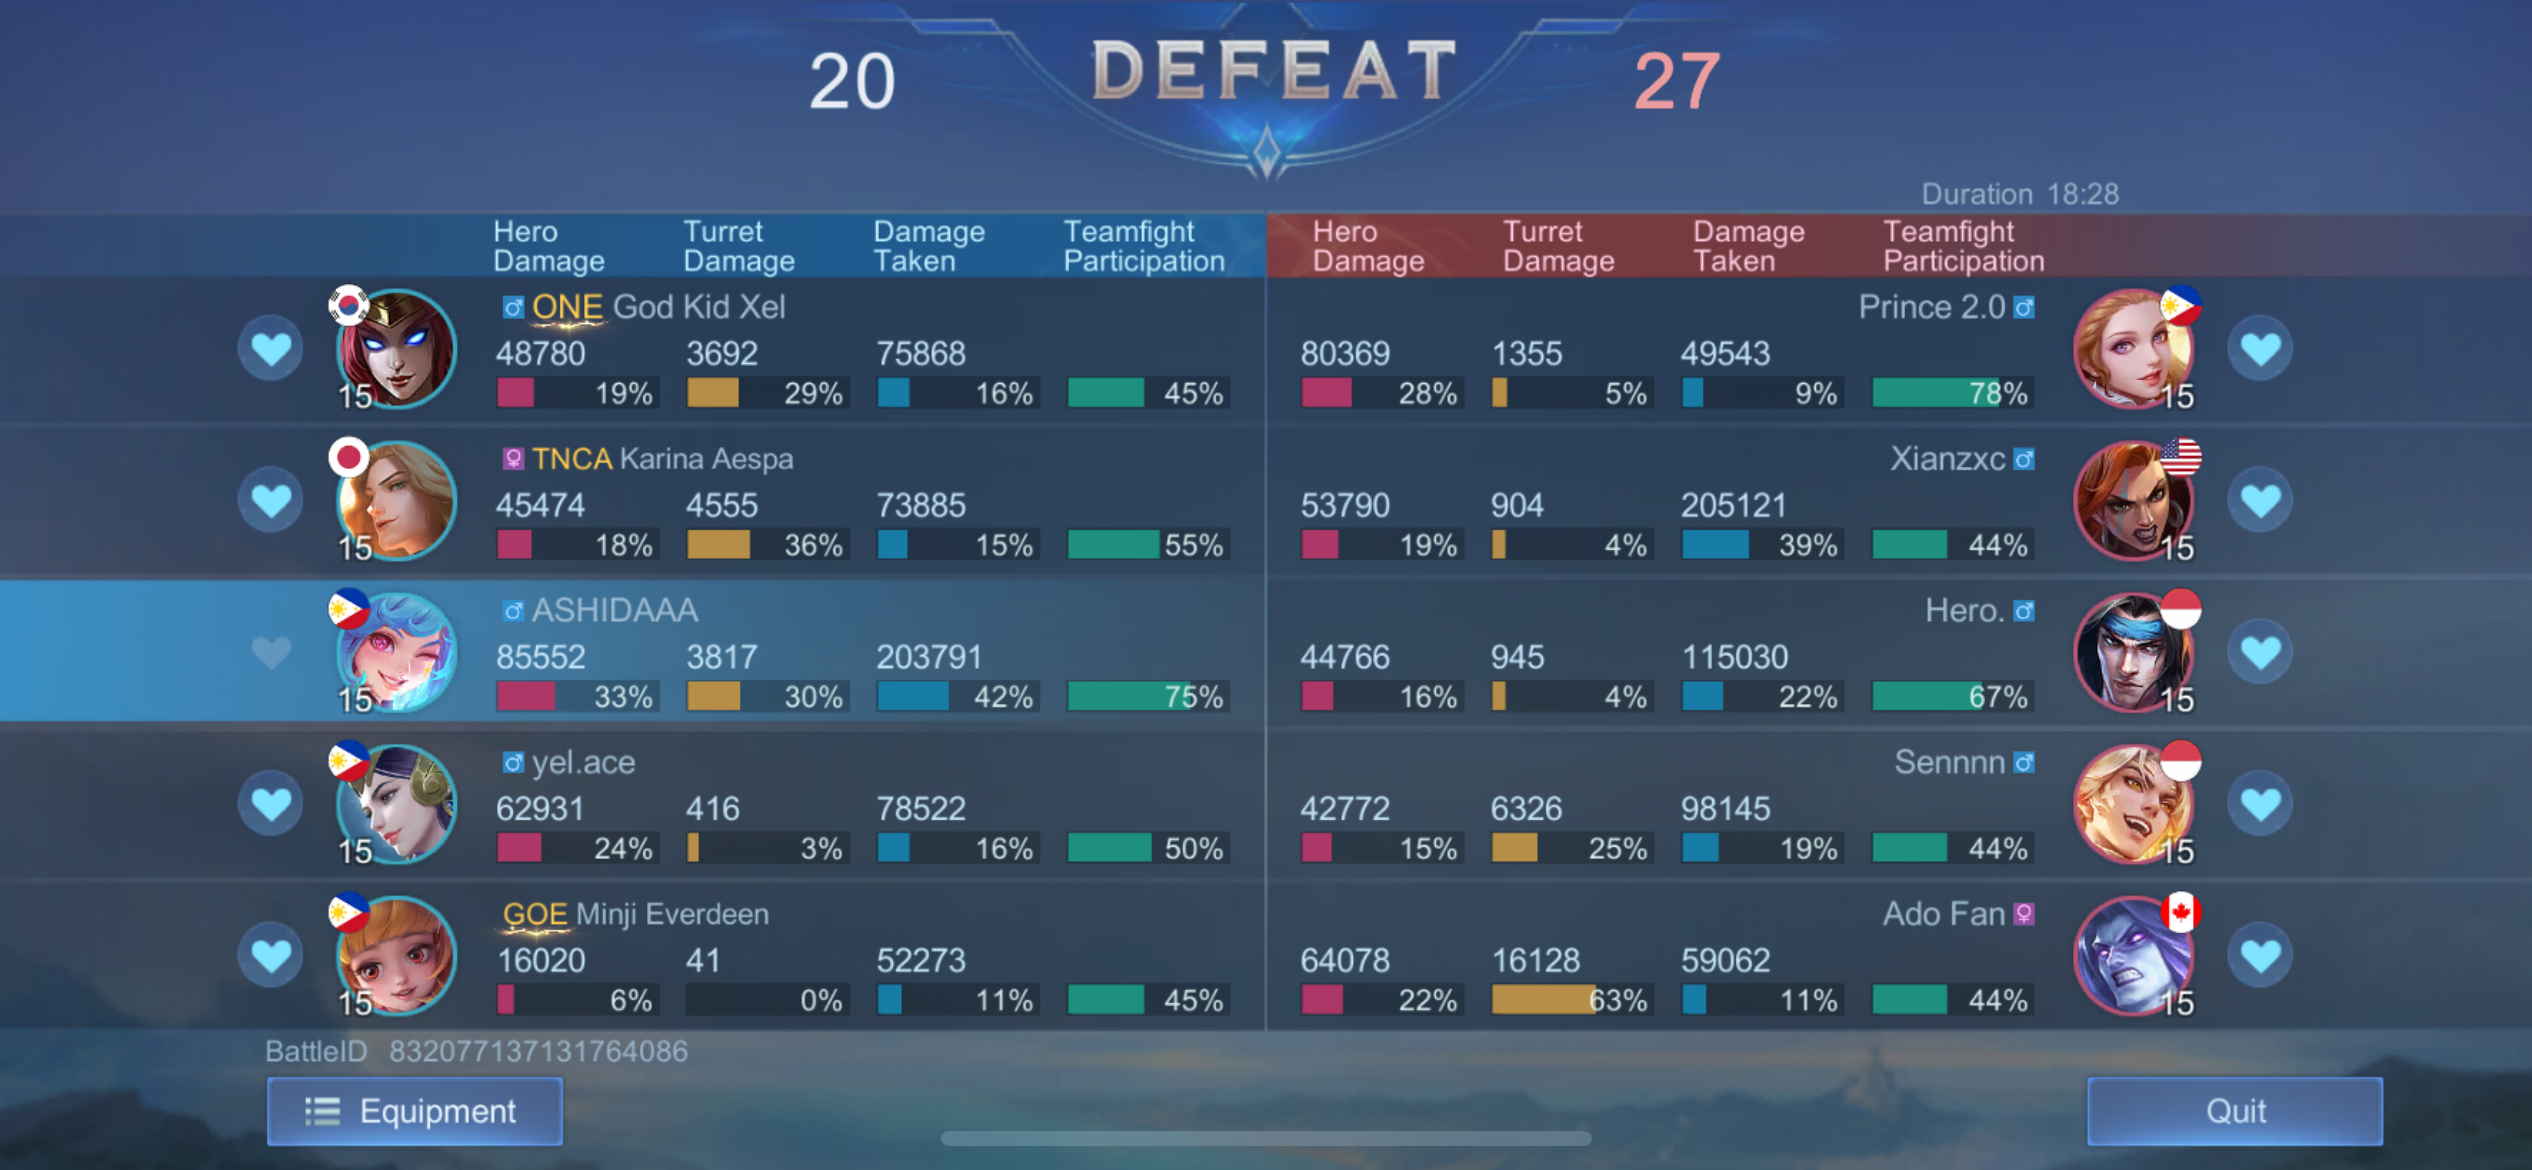 20
DEFEAT
27
Duration 18:28
Hero Damage
Turret Damage
Damage Taken
Teamfight Participation
Hero Damage
Turret Damage
Damage Taken
Teamfight Participation
ONE God Kid Xel
48780 3692 75868
19% 29% 16% 45%
15
Prince 2.0
80369 1355 49543
28% 5% 9% 78%
15
TNCA Karina Aespa
45474 4555 73885
18% 36% 15% 55%
15
Xianzxc
53790 904 205121
19% 4% 39% 44%
15
ASHIDAAA
85552 3817 203791
33% 30% 42% 75%
15
Hero.
44766 945 115030
16% 4% 22% 67%
15
yel.ace
62931 416 78522
24% 3% 16% 50%
15
Sennnn
42772 6326 98145
15% 25% 19% 44%
15
GOE Minji Everdeen
16020 41 52273
6% 0% 11% 45%
15
Ado Fan
64078 16128 59062
22% 63% 11% 44%
15
BattleID 832077137131764086
Equipment
Quit